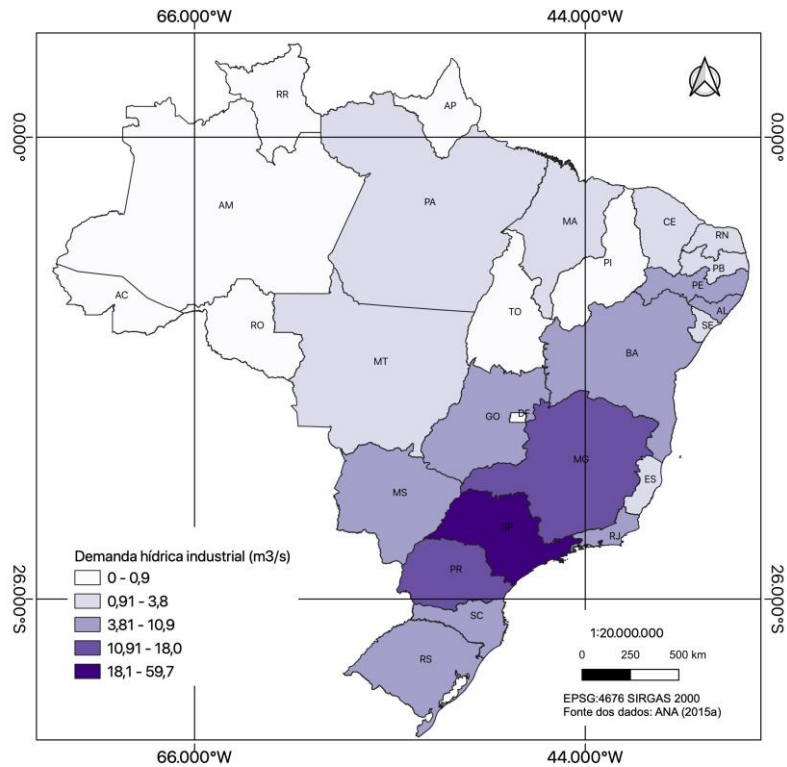 66.000°W 44.000°W
RR
AP
0.00° 0.00°
AM
PA
MA
CE
RN
PB
PI
PE
AC
AL
TO
SE
RO
BA
MT
DF
GO
MG
ES
MS
SP
RJ
Demanda hídrica industrial (m3/s)
0 - 0,9
0,91 - 3,8
3,81 - 10,9
10,91 - 18,0
18,1 - 59,7
PR
26.000°S 26.000°S
SC
RS
1:20.000.000
0 250 500 km
EPSG:4676 SIRGAS 2000
Fonte dos dados: ANA (2015a)
66.000°W 44.000°W